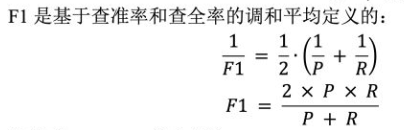 F1 是基于查准率和查全率的调和平均定义的：
1/F1 = 1/2 · (1/P + 1/R)
F1 = 2 × P × R / P + R